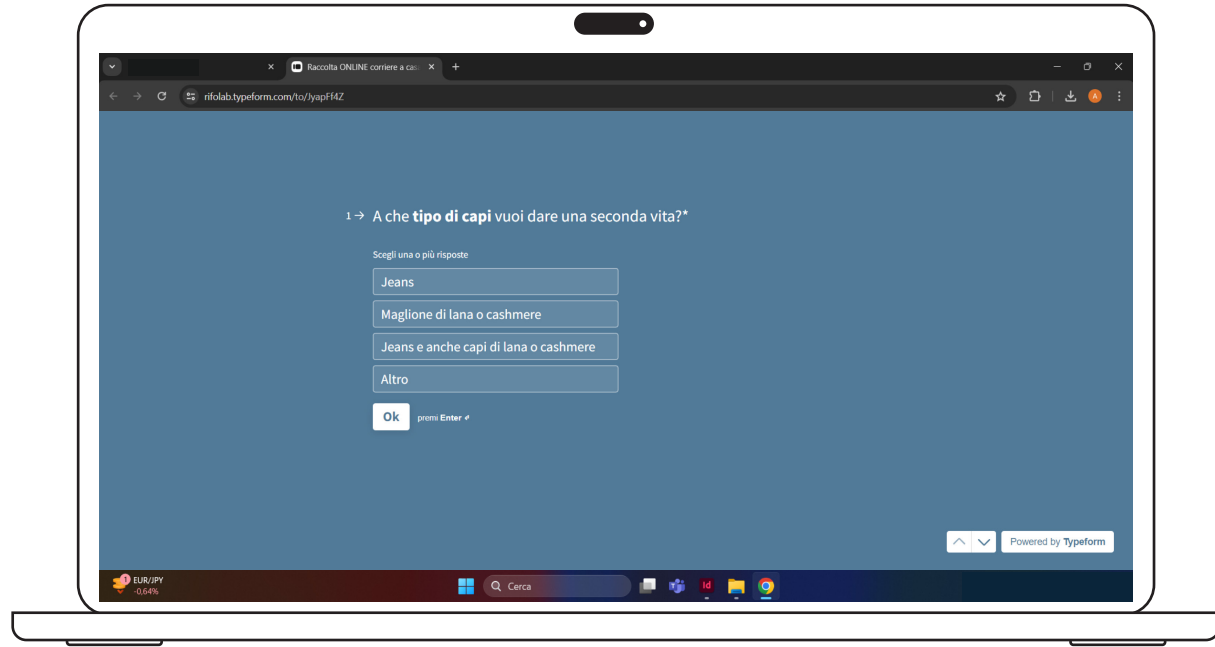 Raccolta ONLINE corriere a cas
rifolab.typeform.com/to/JyapFf4Z
A
1 → A che tipo di capi vuoi dare una seconda vita?*
Scegli una o più risposte
Jeans
Maglione di lana o cashmere
Jeans e anche capi di lana o cashmere
Altro
Ok premi Enter ↵
Powered by Typeform
1
EUR/JPY
-0,64%
Cerca
Id